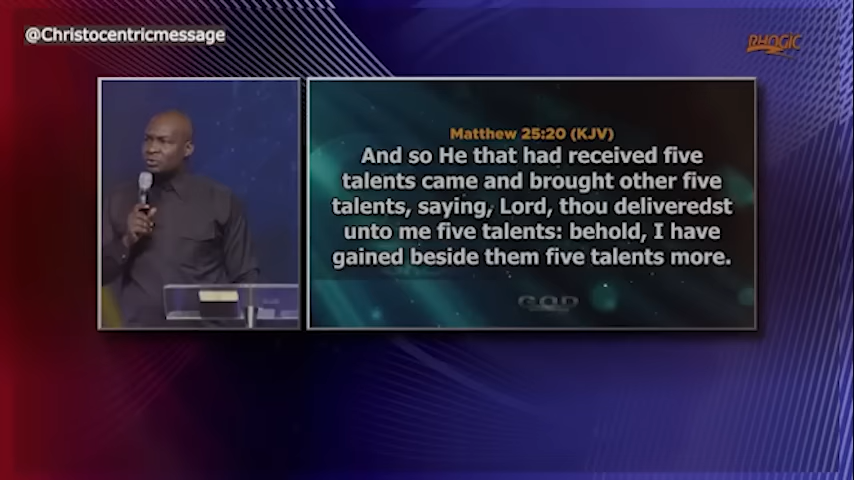 @Christocentricmessage
RHOGIC
Matthew 25:20 (KJV)
And so He that had received five
talents came and brought other five
talents, saying, Lord, thou deliveredst
unto me five talents: behold, I have
gained beside them five talents more.
G.O.D